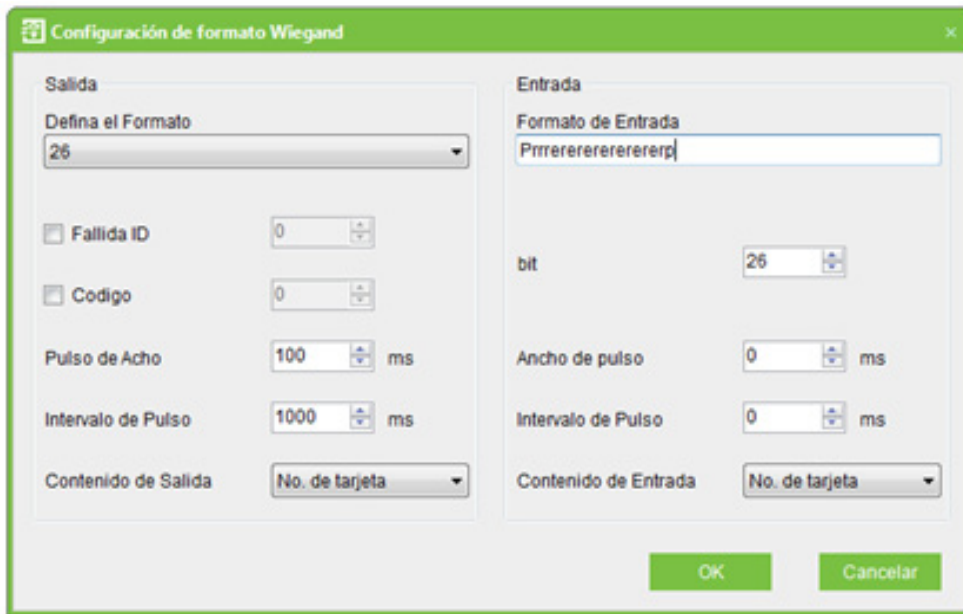 Configuración de formato Wiegand
Salida
Defina el Formato
26
Fallida ID 0
Codigo 0
Pulso de Acho 100 ms
Intervalo de Pulso 1000 ms
Contenido de Salida No. de tarjeta
Entrada
Formato de Entrada
Prrrerererererererp
bit 26
Ancho de pulso 0 ms
Intervalo de Pulso 0 ms
Contenido de Entrada No. de tarjeta
OK Cancelar